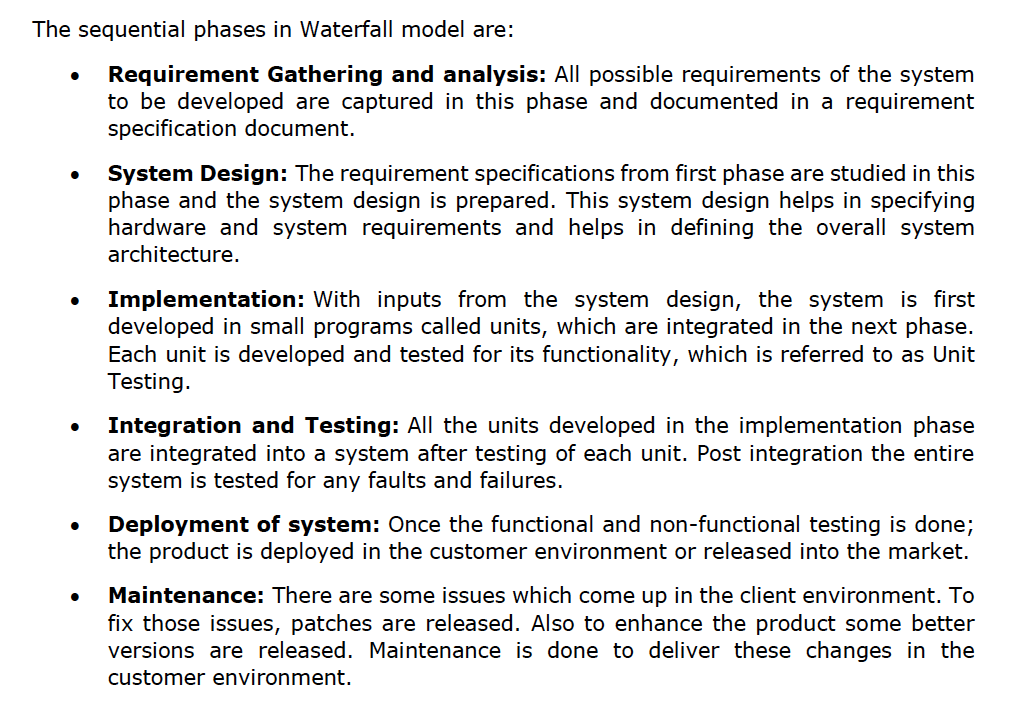 The sequential phases in Waterfall model are:
• Requirement Gathering and analysis: All possible requirements of the system
to be developed are captured in this phase and documented in a requirement
specification document.
• System Design: The requirement specifications from first phase are studied in this
phase and the system design is prepared. This system design helps in specifying
hardware and system requirements and helps in defining the overall system
architecture.
• Implementation: With inputs from the system design, the system is first
developed in small programs called units, which are integrated in the next phase.
Each unit is developed and tested for its functionality, which is referred to as Unit
Testing.
• Integration and Testing: All the units developed in the implementation phase
are integrated into a system after testing of each unit. Post integration the entire
system is tested for any faults and failures.
• Deployment of system: Once the functional and non-functional testing is done;
the product is deployed in the customer environment or released into the market.
• Maintenance: There are some issues which come up in the client environment. To
fix those issues, patches are released. Also to enhance the product some better
versions are released. Maintenance is done to deliver these changes in the
customer environment.